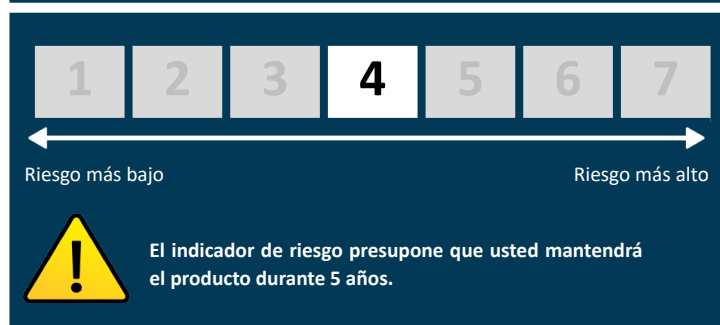 1 2 3 4 5 6 7
Riesgo más bajo Riesgo más alto
!
El indicador de riesgo presupone que usted mantendrá
el producto durante 5 años.